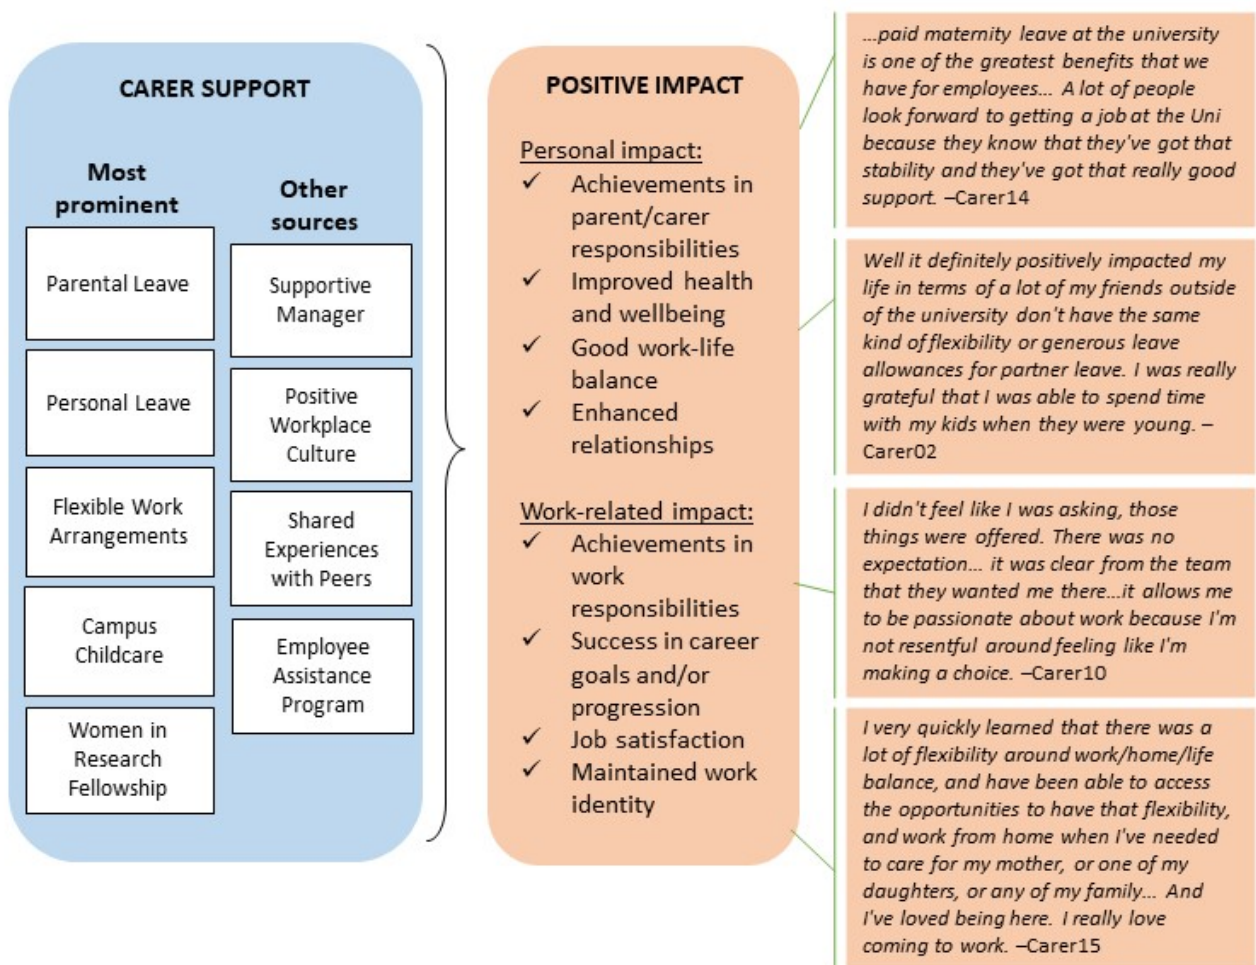 CARER SUPPORT
Most
prominent
Parental Leave
Personal Leave
Flexible Work
Arrangements
Campus
Childcare
Women in
Research
Fellowship
Other
sources
Supportive
Manager
Positive
Workplace
Culture
Shared
Experiences
with Peers
Employee
Assistance
Program
POSITIVE IMPACT
Personal impact:
✓ Achievements in
parent/carer
responsibilities
✓ Improved health
and wellbeing
✓ Good work-life
balance
✓ Enhanced
relationships
Work-related impact:
✓ Achievements in
work
responsibilities
✓ Success in career
goals and/or
progression
✓ Job satisfaction
✓ Maintained work
identity
...paid maternity leave at the university
is one of the greatest benefits that we
have for employees... A lot of people
look forward to getting a job at the Uni
because they know that they've got that
stability and they've got that really good
support. –Carer14
Well it definitely positively impacted my
life in terms of a lot of my friends outside
of the university don't have the same
kind of flexibility or generous leave
allowances for partner leave. I was really
grateful that I was able to spend time
with my kids when they were young. –
Carer02
I didn't feel like I was asking, those
things were offered. There was no
expectation... it was clear from the team
that they wanted me there...it allows me
to be passionate about work because I'm
not resentful around feeling like I'm
making a choice. –Carer10
I very quickly learned that there was a
lot of flexibility around work/home/life
balance, and have been able to access
the opportunities to have that flexibility,
and work from home when I've needed
to care for my mother, or one of my
daughters, or any of my family... And
I've loved being here. I really love
coming to work. –Carer15